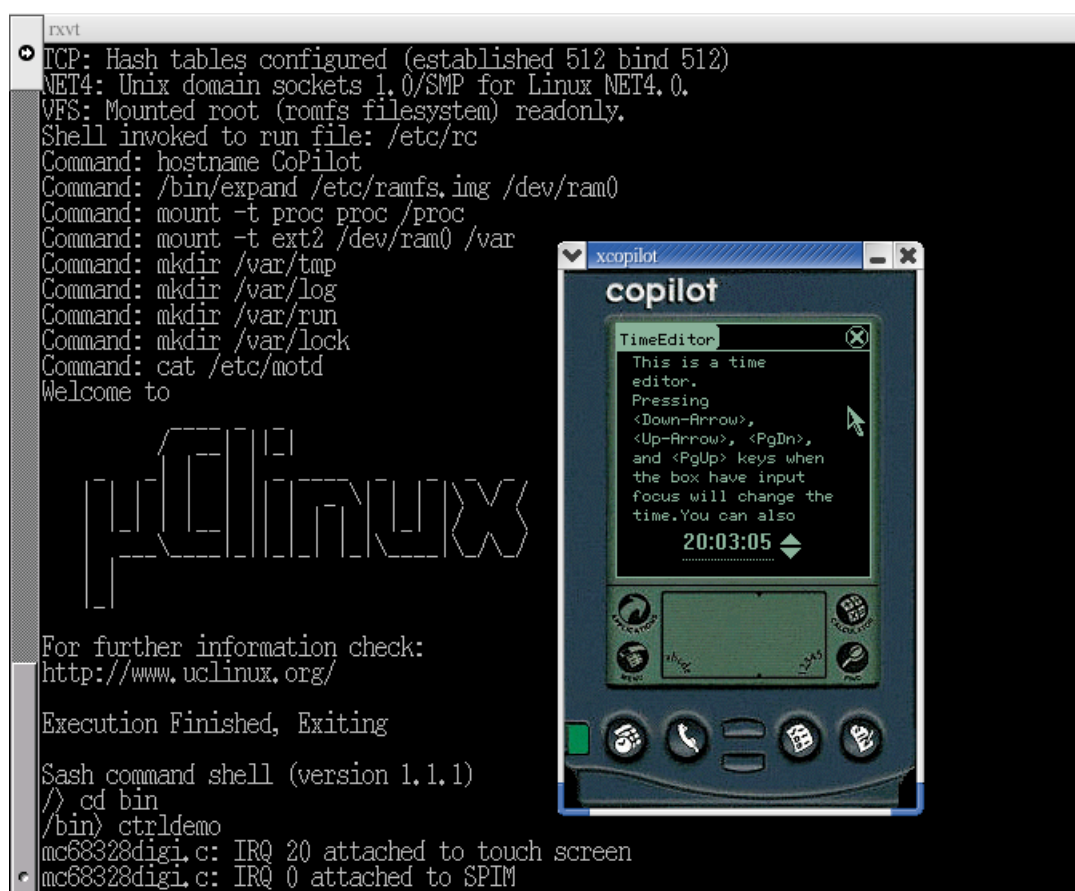 rxvt
TCP: Hash tables configured (established 512 bind 512)
NET4: Unix domain sockets 1.0/SMP for Linux NET4.0.
VFS: Mounted root (romfs filesystem) readonly.
Shell invoked to run file: /etc/rc
Command: hostname CoPilot
Command: /bin/expand /etc/ramfs.img /dev/ram0
Command: mount -t proc proc /proc
Command: mount -t ext2 /dev/ram0 /var
Command: mkdir /var/tmp
Command: mkdir /var/log
Command: mkdir /var/run
Command: mkdir /var/lock
Command: cat /etc/motd
Welcome to
µClinux
For further information check:
http://www.uclinux.org/
Execution Finished, Exiting
Sash command shell (version 1.1.1)
/> cd bin
/bin> ctrldemo
mc68328digi.c: IRQ 20 attached to touch screen
mc68328digi.c: IRQ 0 attached to SPIM
xcopilot
copilot
TimeEditor
This is a time
editor.
Pressing
<Down-Arrow>,
<Up-Arrow>, <PgDn>,
and <PgUp> keys when
the box have input
focus will change the
time.You can also
20:03:05
APPLICATIONS
CALCULATOR
MENU
abcde
12345
FIND